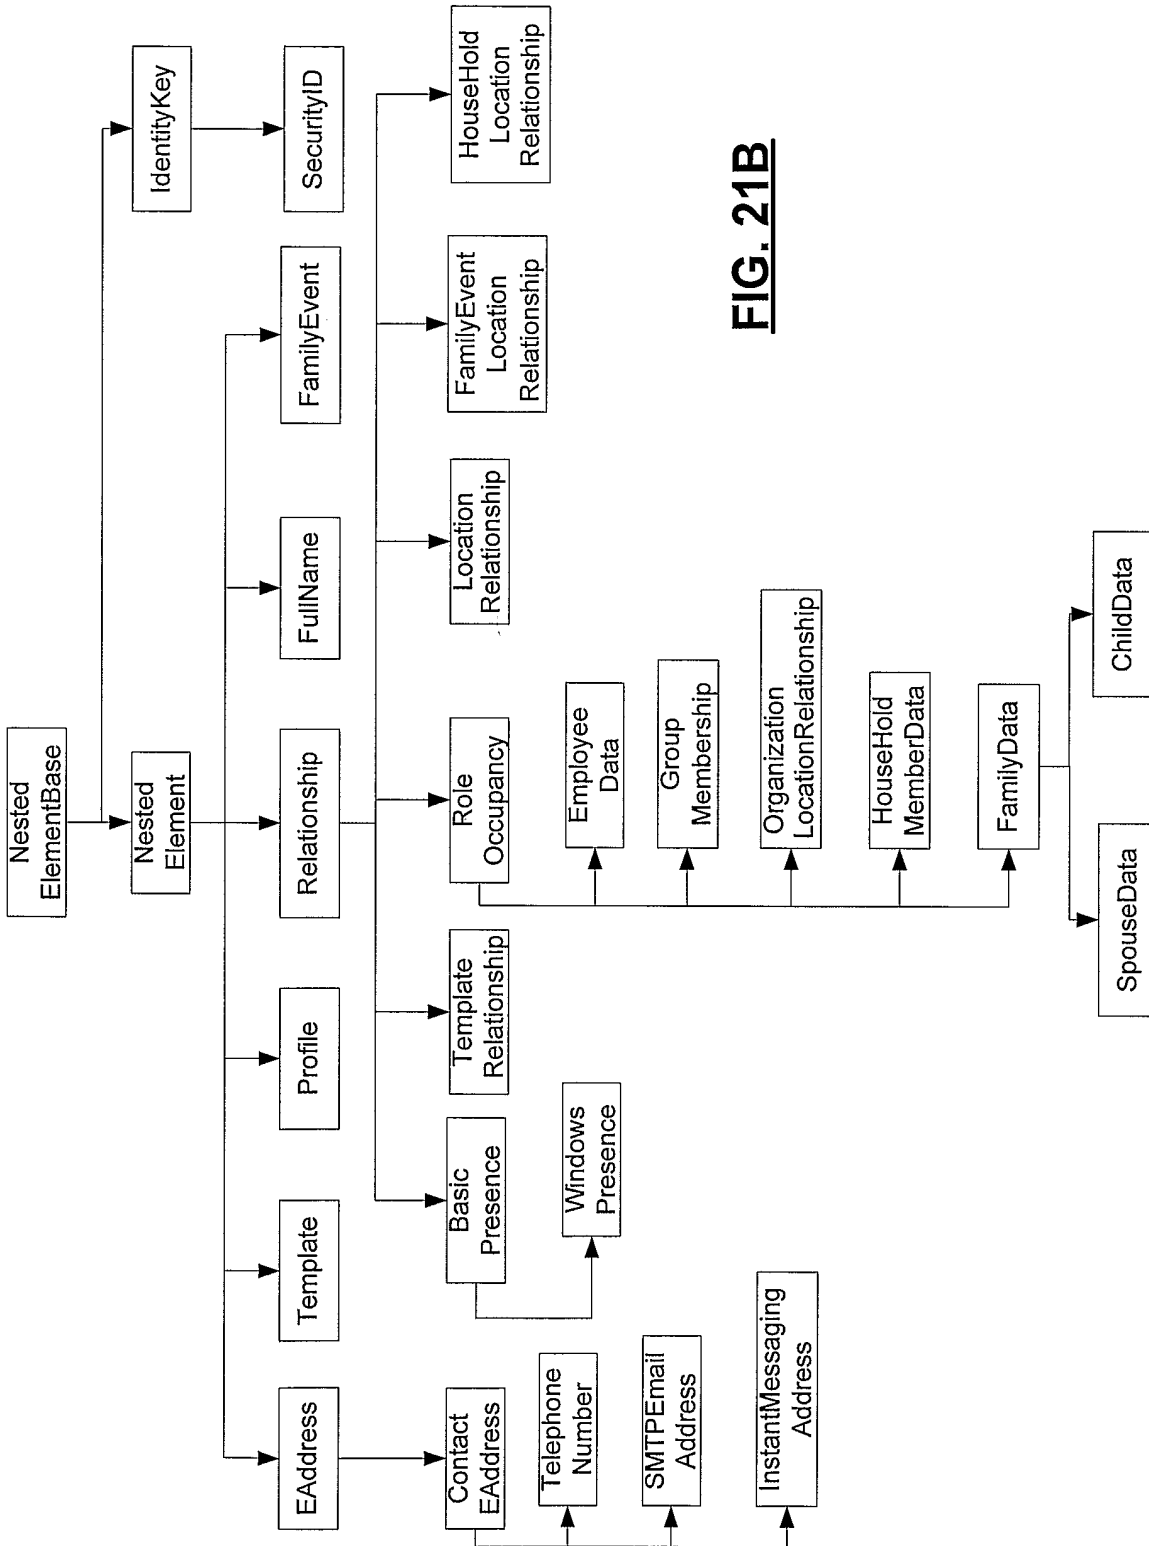 Nested
ElementBase
Nested
Element
IdentityKey
EAddress
Template
Profile
Relationship
FullName
FamilyEvent
SecurityID
Contact
EAddress
Basic
Presence
Template
Relationship
Role
Occupancy
Location
Relationship
FamilyEvent
Location
Relationship
HouseHold
Location
Relationship
Telephone
Number
Windows
Presence
Employee
Data
SMTPEmail
Address
Group
Membership
InstantMessaging
Address
Organization
LocationRelationship
HouseHold
MemberData
FamilyData
SpouseData
ChildData
FIG. 21B